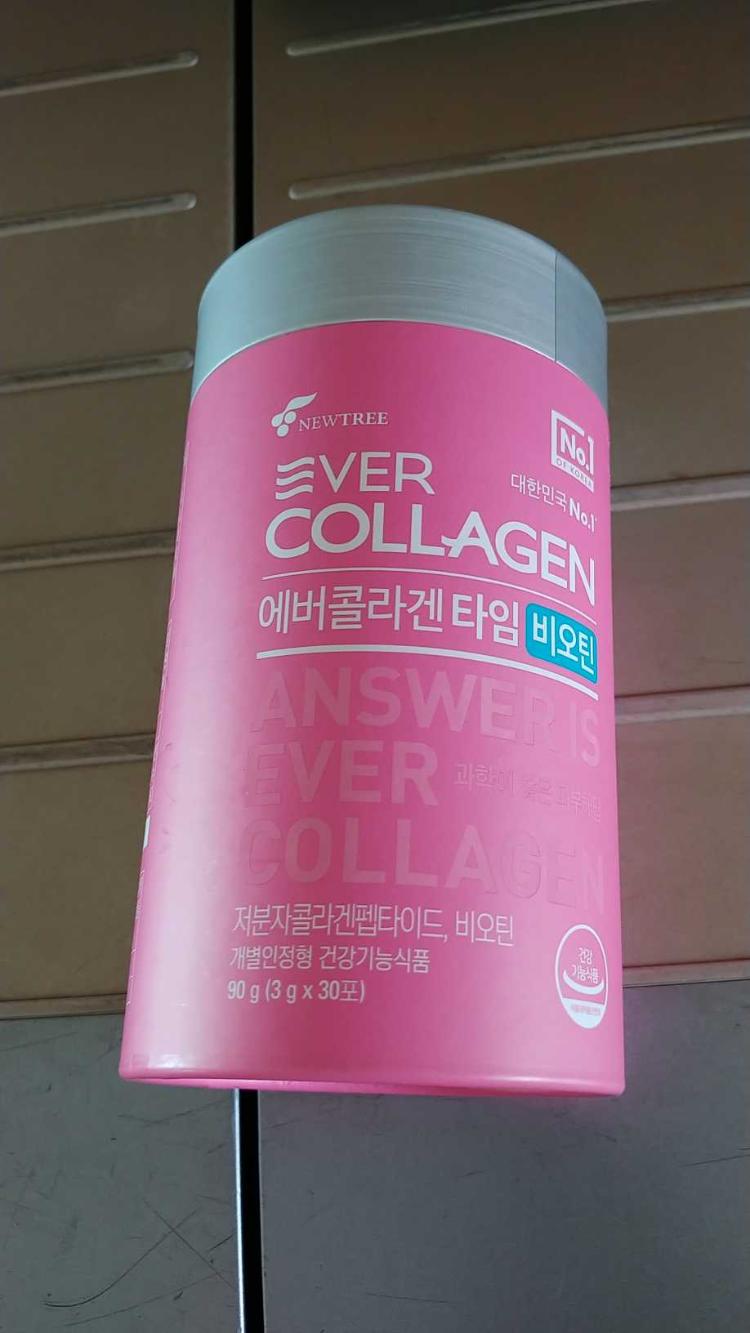 NEWTREE
No.1
OF KOREA
대한민국 No.1
EVER
COLLAGEN
에버콜라겐 타임 비오틴
ANSWER IS
EVER
COLLAGEN
저분자콜라겐펩타이드, 비오틴
개별인정형 건강기능식품
90 g (3 g x 30포)
건강
기능식품